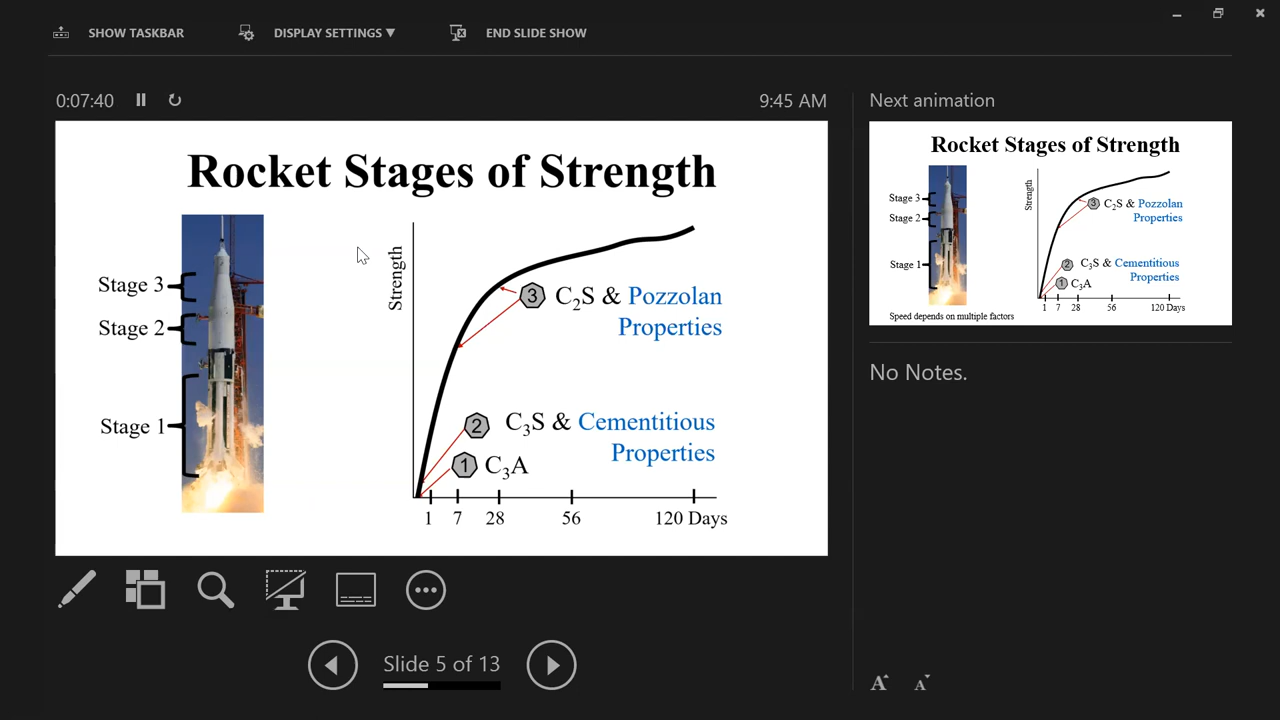 SHOW TASKBAR
DISPLAY SETTINGS ▼
END SLIDE SHOW
0:07:40
9:45 AM
Rocket Stages of Strength
Stage 3
Stage 2
Stage 1
Strength
3 C₂S & Pozzolan
Properties
2 C₃S & Cementitious
Properties
1 C₃A
1 7 28 56 120 Days
Slide 5 of 13
Next animation
Rocket Stages of Strength
Stage 3
Stage 2
Stage 1
Strength
3 C₂S & Pozzolan
Properties
2 C₃S & Cementitious
Properties
1 C₃A
1 7 28 56 120 Days
Speed depends on multiple factors
No Notes.
A A